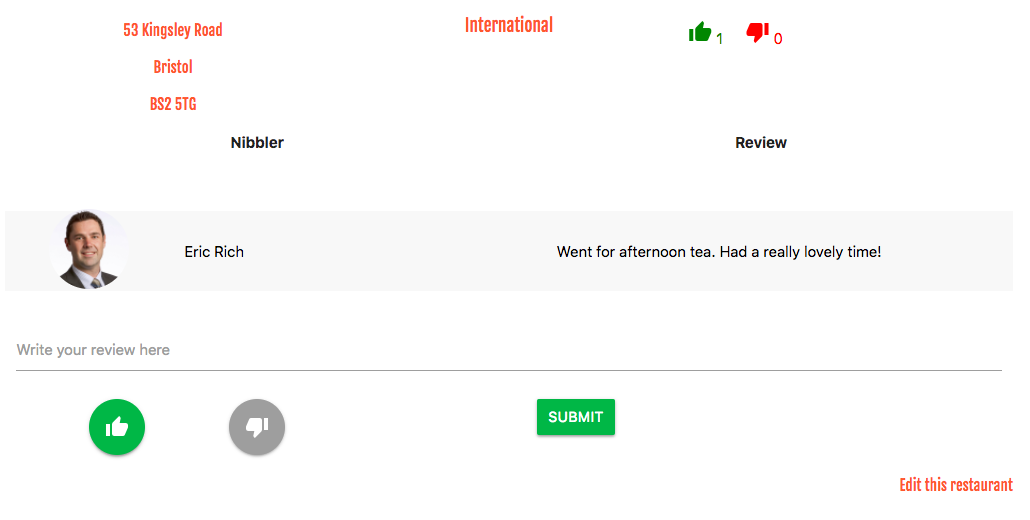 53 Kingsley Road
International
1
0
Bristol
BS2 5TG
Nibbler
Review
Eric Rich
Went for afternoon tea. Had a really lovely time!
Write your review here
SUBMIT
Edit this restaurant